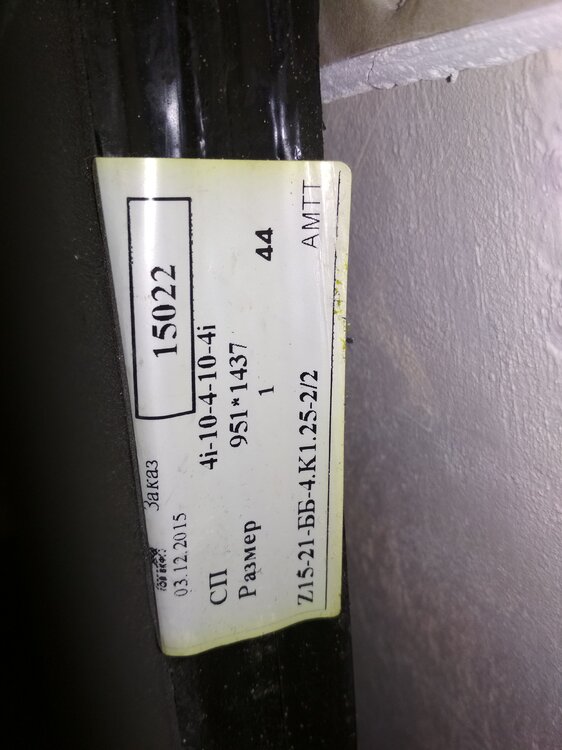 Заказ 15022
03.12.2015
СП 4i-10-4-10-4i
Размер 951*1437
1 44
Z15-21-ББ-4.К1.25-2/2 АМТТ